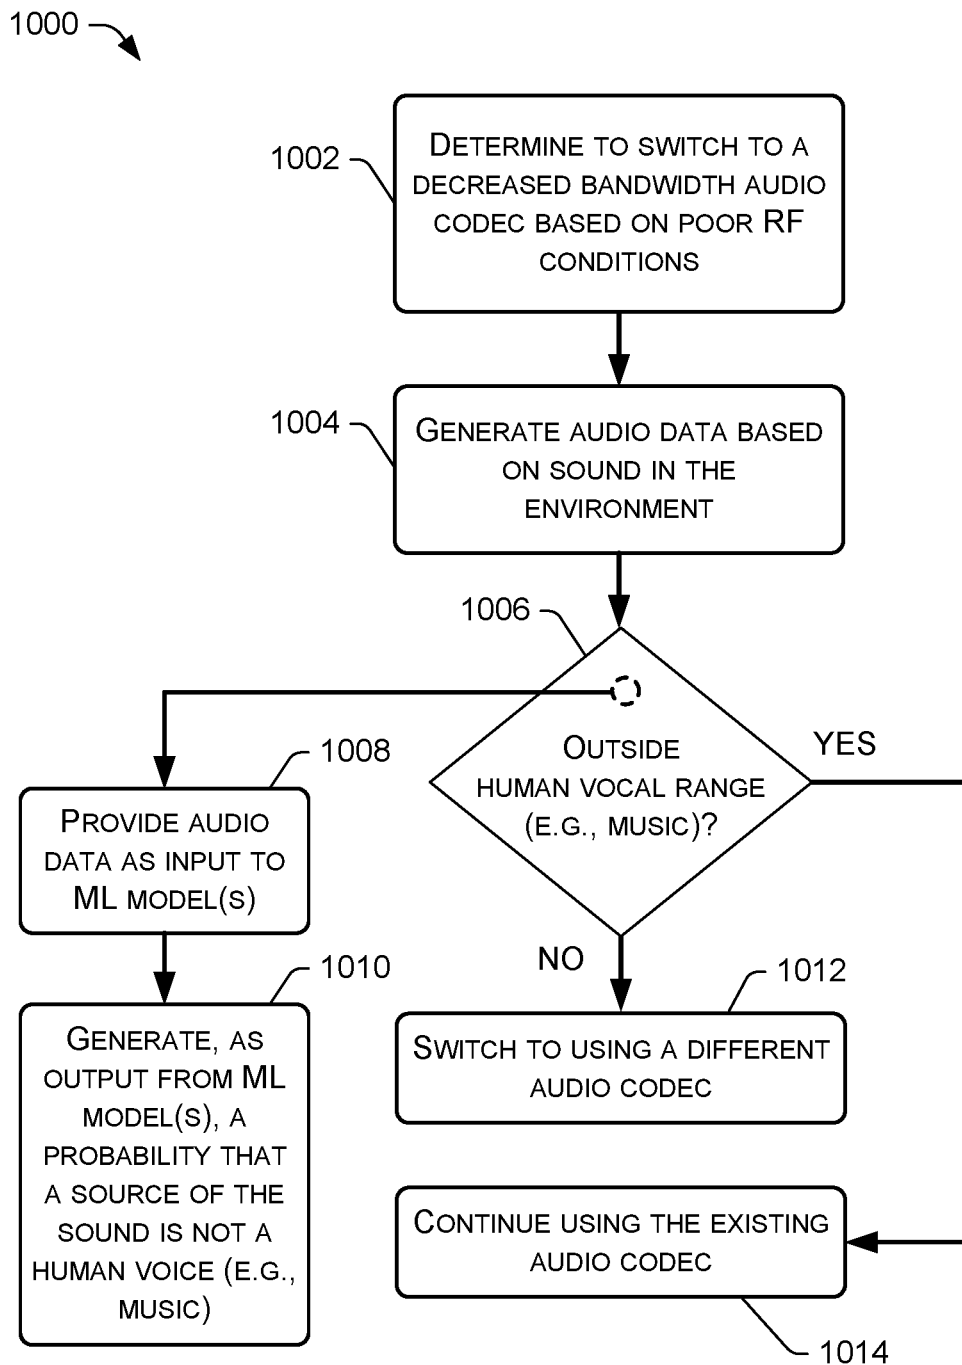 1000
1002
DETERMINE TO SWITCH TO A
DECREASED BANDWIDTH AUDIO
CODEC BASED ON POOR RF
CONDITIONS
1004
GENERATE AUDIO DATA BASED
ON SOUND IN THE
ENVIRONMENT
1006
OUTSIDE
HUMAN VOCAL RANGE
(E.G., MUSIC)?
YES
NO
1008
PROVIDE AUDIO
DATA AS INPUT TO
ML MODEL(S)
1010
GENERATE, AS
OUTPUT FROM ML
MODEL(S), A
PROBABILITY THAT
A SOURCE OF THE
SOUND IS NOT A
HUMAN VOICE (E.G.,
MUSIC)
1012
SWITCH TO USING A DIFFERENT
AUDIO CODEC
CONTINUE USING THE EXISTING
AUDIO CODEC
1014